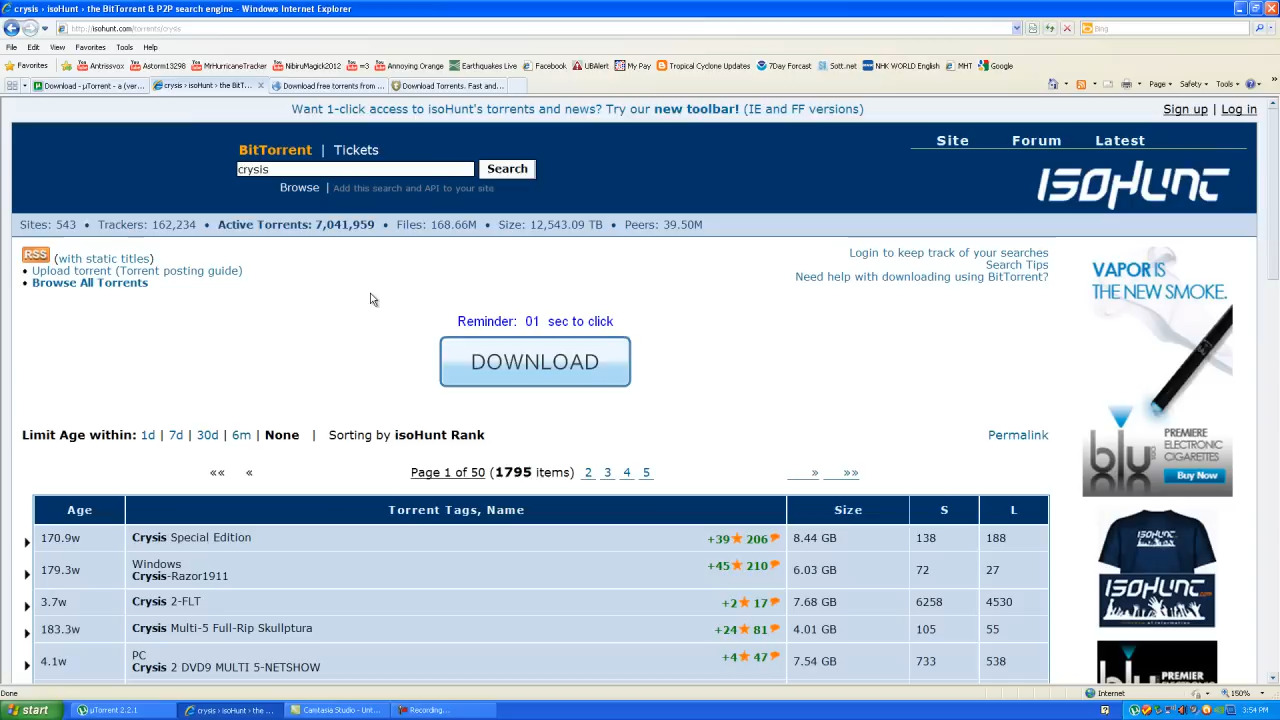 crysis › isoHunt › the BitTorrent & P2P search engine - Windows Internet Explorer
http://isohunt.com/torrents/crysis
Bing
File Edit View Favorites Tools Help
Favorites Antrissvox Astorm13298 MrHurricaneTracker NibiruMagick2012 m3 Annoying Orange Earthquakes Live Facebook UBAlert My Pay Tropical Cyclone Updates 7Day Forcast Sott.net NHK WORLD English MHT Google
Download - µTorrent - a (ver... crysis › isoHunt › the BitT... x Download free torrents from ... Download Torrents. Fast and... Page Safety Tools
Want 1-click access to isoHunt's torrents and news? Try our new toolbar! (IE and FF versions) Sign up | Log in
BitTorrent | Tickets Site Forum Latest
crysis Search
Browse | Add this search and API to your site
ISOHUNT
Sites: 543 • Trackers: 162,234 • Active Torrents: 7,041,959 • Files: 168.66M • Size: 12,543.09 TB • Peers: 39.50M
RSS (with static titles) Login to keep track of your searches
• Upload torrent (Torrent posting guide) Search Tips
• Browse All Torrents Need help with downloading using BitTorrent?
VAPOR IS
THE NEW SMOKE.
Reminder: 01 sec to click
DOWNLOAD
Limit Age within: 1d | 7d | 30d | 6m | None | Sorting by isoHunt Rank Permalink
blu PREMIERE
ELECTRONIC
CIGARETTES
Buy Now
«« « Page 1 of 50 (1795 items) 2 3 4 5 » »»
Age Torrent Tags, Name Size S L
170.9w Crysis Special Edition +39 206 8.44 GB 138 188
179.3w Windows
Crysis-Razor1911 +45 210 6.03 GB 72 27
3.7w Crysis 2-FLT +2 17 7.68 GB 6258 4530
183.3w Crysis Multi-5 Full-Rip Skullptura +24 81 4.01 GB 105 55
4.1w PC
Crysis 2 DVD9 MULTI 5-NETSHOW +4 47 7.54 GB 733 538
ISOHUNT
PREMIER
ELECTRONIC
Done Internet 150%
start µTorrent 2.2.1 crysis › isoHunt › the ... Camtasia Studio - Unt... Recording... 3:54 PM